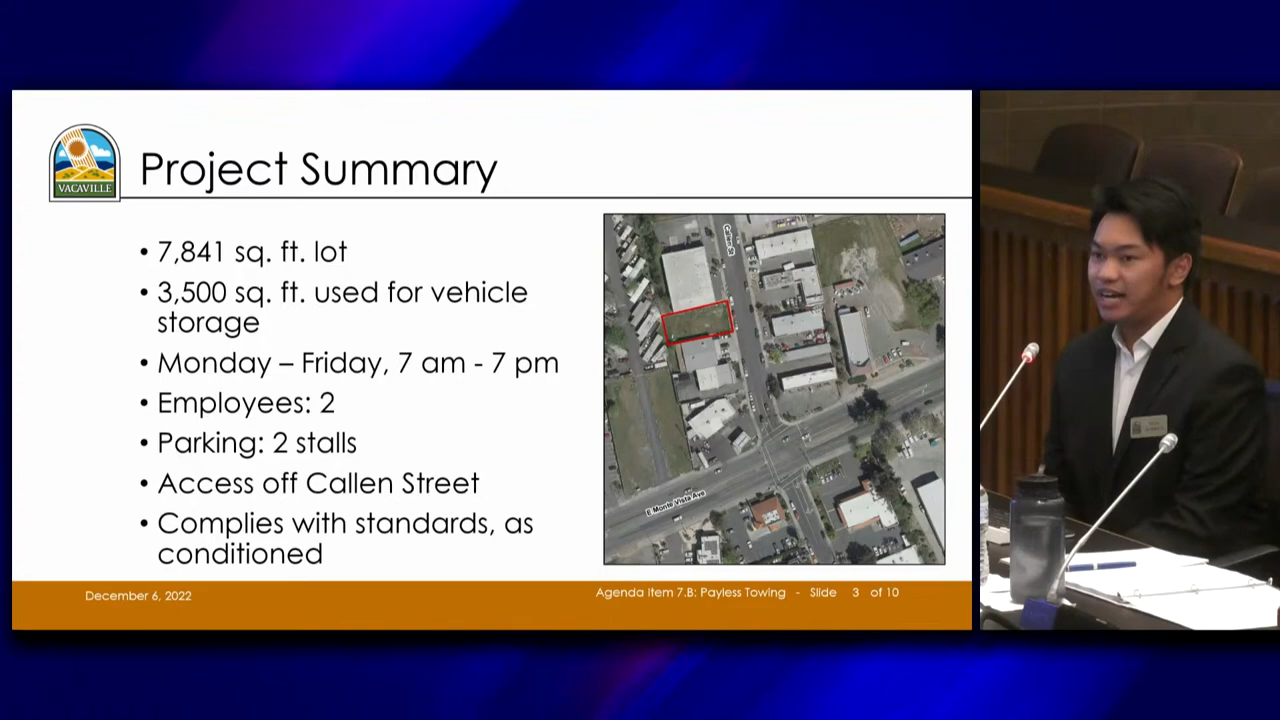 VACAVILLE
Project Summary
• 7,841 sq. ft. lot
• 3,500 sq. ft. used for vehicle
storage
• Monday – Friday, 7 am - 7 pm
• Employees: 2
• Parking: 2 stalls
• Access off Callen Street
• Complies with standards, as
conditioned
Callen St
E Monte Vista Ave
December 6, 2022
Agenda Item 7.B: Payless Towing - Slide 3 of 10